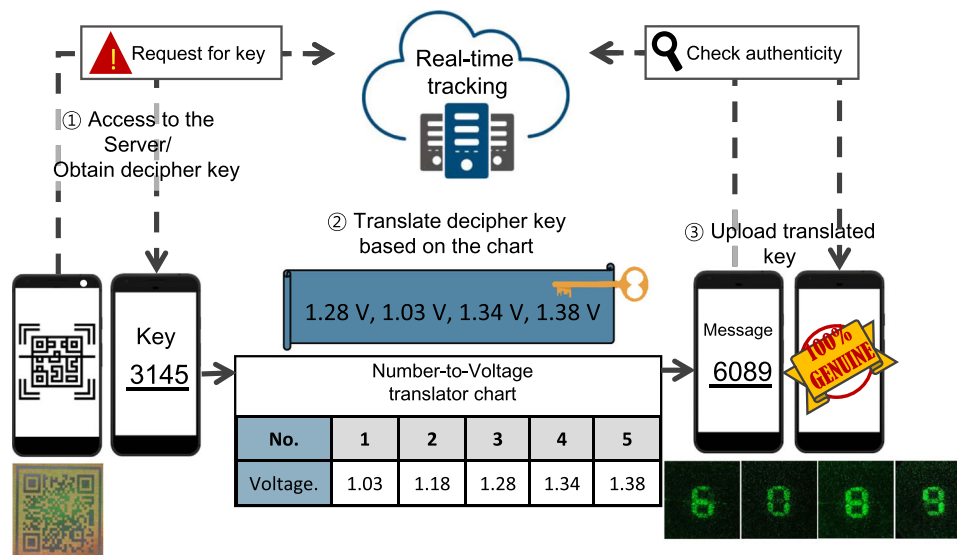 Request for key
Real-time
tracking
Check authenticity
① Access to the
Server/
Obtain decipher key
② Translate decipher key
based on the chart
③ Upload translated
key
1.28 V, 1.03 V, 1.34 V, 1.38 V
Key
3145
Message
6089
100%
GENUINE
Number-to-Voltage
translator chart
No. 1 2 3 4 5
Voltage. 1.03 1.18 1.28 1.34 1.38
6 0 8 9